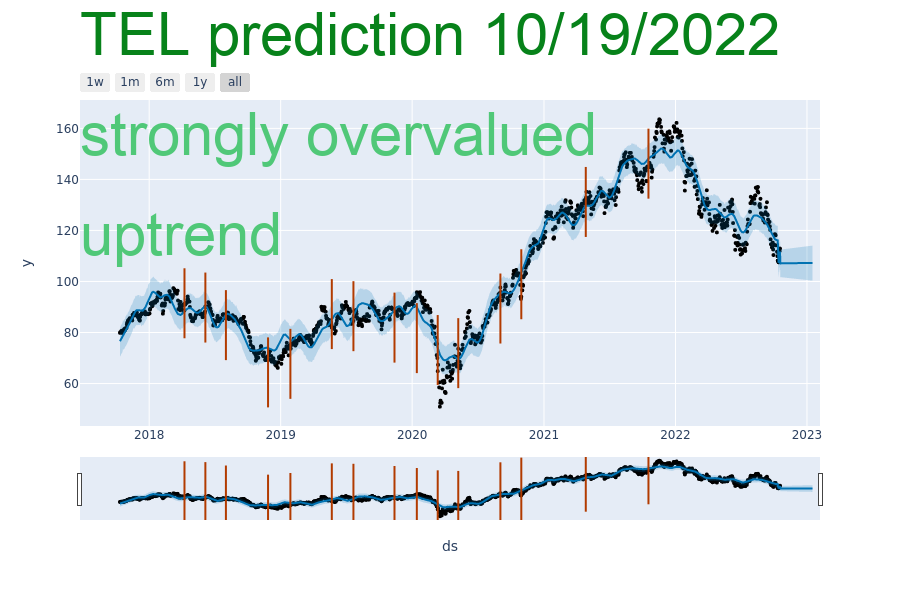 TEL prediction 10/19/2022
1w 1m 6m 1y all
strongly overvalued
uptrend
160
140
120
100
80
60
y
2018 2019 2020 2021 2022 2023
ds